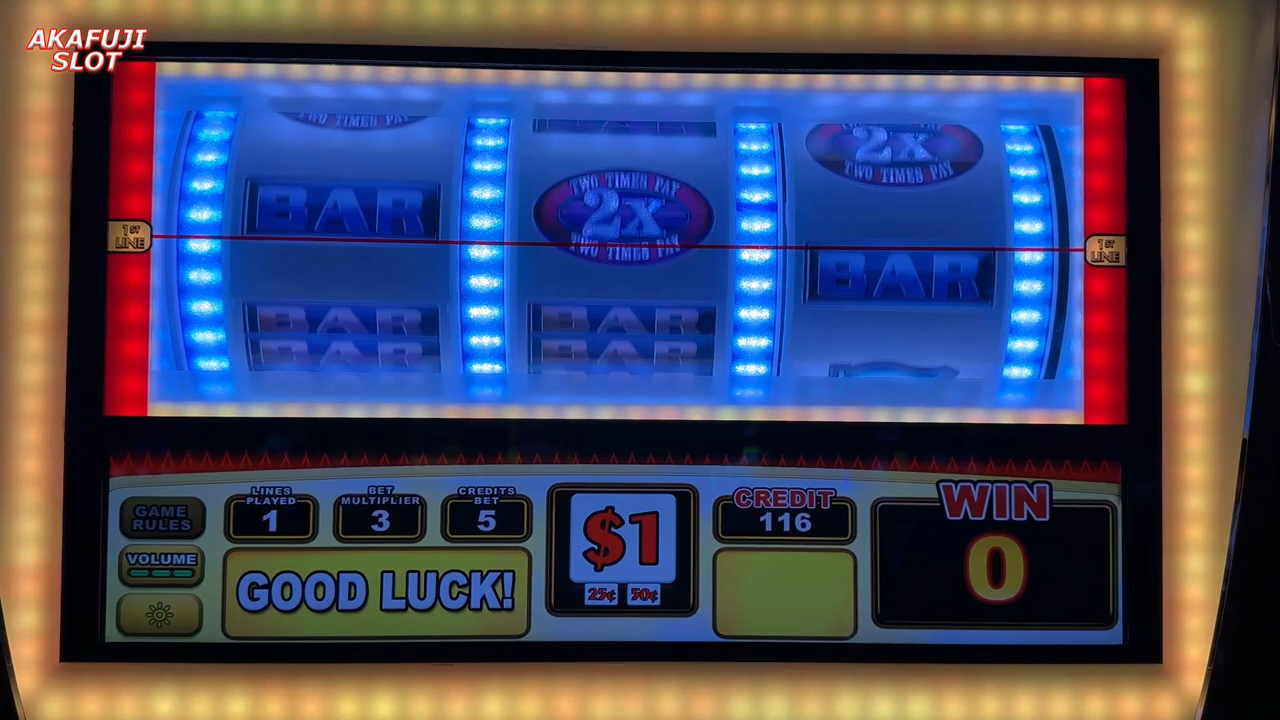 AKAFUJI
SLOT
TWO TIMES PAY
BAR
TWO TIMES PAY
2x
TWO TIMES PAY
2x
TWO TIMES PAY
1ST
LINE
1ST
LINE
BAR
BAR
BAR
BAR
BAR
GAME
RULES
LINES
PLAYED
1
BET
MULTIPLIER
3
CREDITS
BET
5
$1
25¢ 50¢
CREDIT
116
WIN
0
VOLUME
GOOD LUCK!